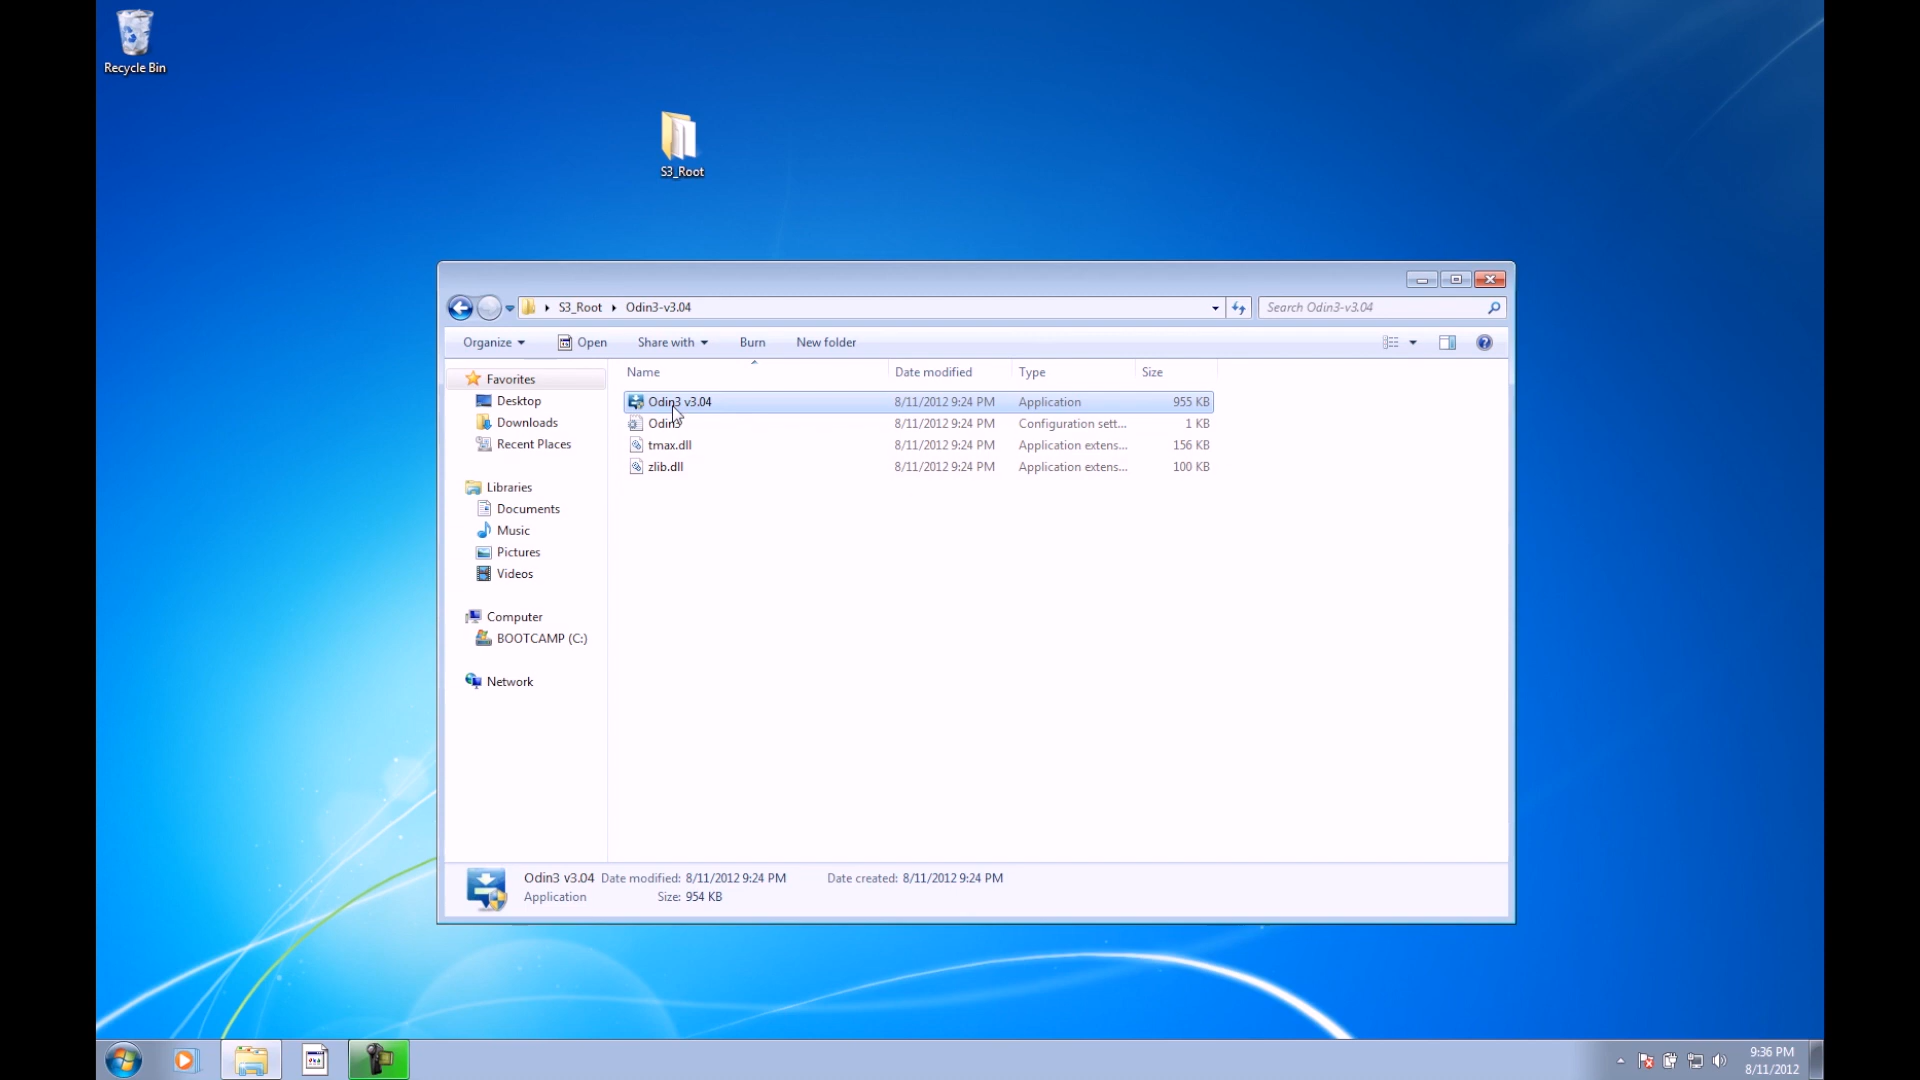 Recycle Bin
S3_Root
S3_Root Odin3-v3.04
Search Odin3-v3.04
Organize Open Share with Burn New folder
Name Date modified Type Size
Favorites
Desktop
Downloads
Recent Places
Libraries
Documents
Music
Pictures
Videos
Computer
BOOTCAMP (C:)
Network
Odin3 v3.04 8/11/2012 9:24 PM Application 955 KB
Odin3 8/11/2012 9:24 PM Configuration sett... 1 KB
tmax.dll 8/11/2012 9:24 PM Application extens... 156 KB
zlib.dll 8/11/2012 9:24 PM Application extens... 100 KB
Odin3 v3.04 Date modified: 8/11/2012 9:24 PM Date created: 8/11/2012 9:24 PM
Application Size: 954 KB
9:36 PM
8/11/2012